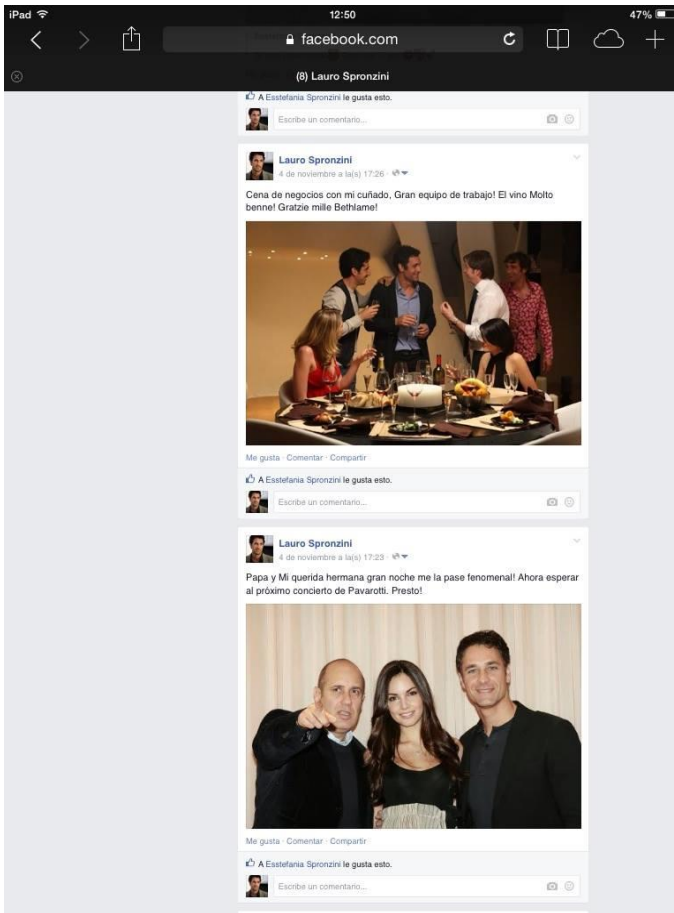 iPad 12:50 47%
facebook.com
(8) Lauro Spronzini
A Esstefania Spronzini le gusta esto.
Escribe un comentario...
Lauro Spronzini
4 de noviembre a la(s) 17:26 ·
Cena de negocios con mi cuñado, Gran equipo de trabajo! El vino Molto
benne! Gratzie mille Bethlame!
Me gusta · Comentar · Compartir
A Esstefania Spronzini le gusta esto.
Escribe un comentario...
Lauro Spronzini
4 de noviembre a la(s) 17:23 ·
Papa y Mi querida hermana gran noche me la pase fenomenal! Ahora esperar
al próximo concierto de Pavarotti. Presto!
Me gusta · Comentar · Compartir
A Esstefania Spronzini le gusta esto.
Escribe un comentario...